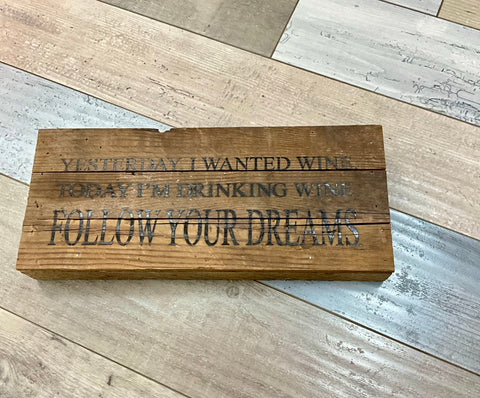 YESTERDAY, I WANTED WINE.
TODAY I'M DRINKING WINE.
FOLLOW YOUR DREAMS.